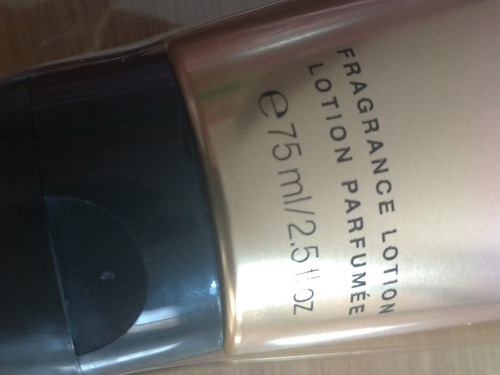 FRAGRANCE LOTION
LOTION PARFUMÉE
e 75 ml/2.5 fl.oz